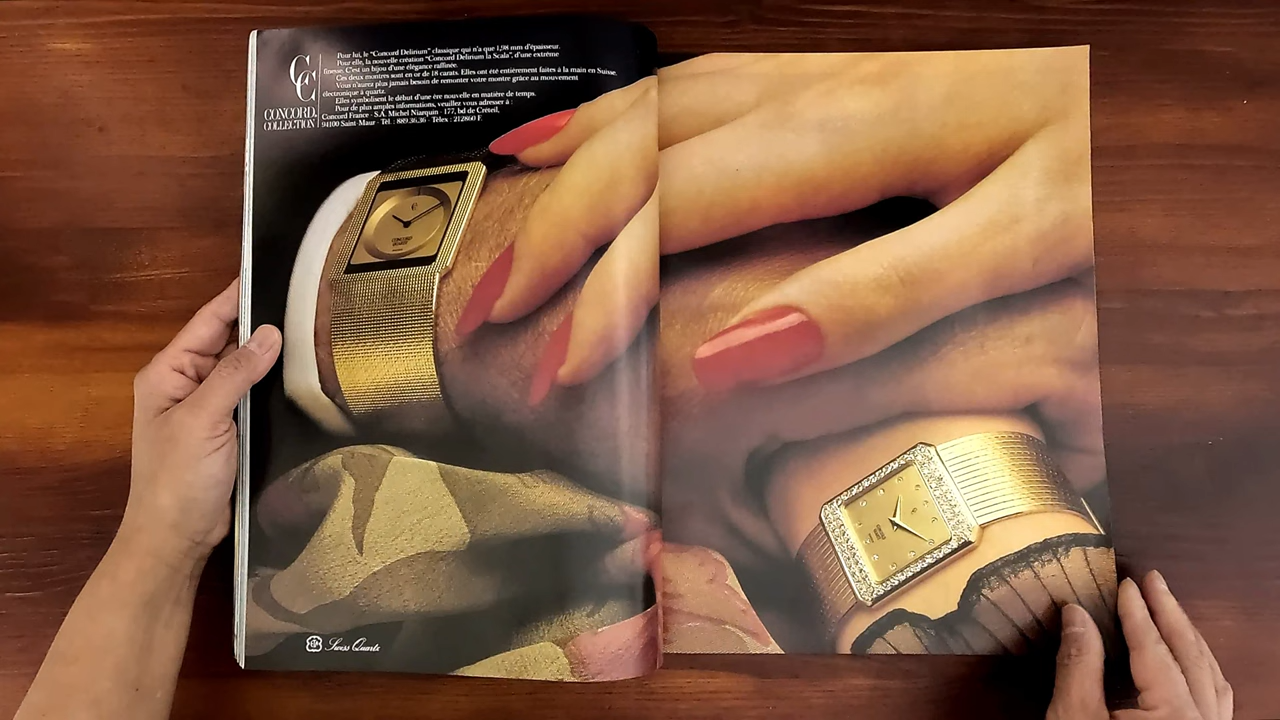 CC
CONCORD.
COLLECTION
Pour lui, le "Concord Delirium" classique qui n'a que 1,98 mm d'épaisseur.
Pour elle, la nouvelle création "Concord Delirium la Scala", d'une extrême
finesse. C'est un bijou d'une élégance raffinée.
Ces deux montres sont en or de 18 carats. Elles ont été entièrement faites à la main en Suisse.
Vous n'aurez plus jamais besoin de remonter votre montre grâce au mouvement
électronique à quartz.
Elles symbolisent le début d'une ère nouvelle en matière de temps.
Pour de plus amples informations, veuillez vous adresser à :
Concord France - S.A. Michel Niarquin - 177, bd de Créteil,
94100 Saint-Maur - Tél. : 889.36.36 - Télex : 212860 F.
CONCORD
QUARTZ
Swiss Quartz